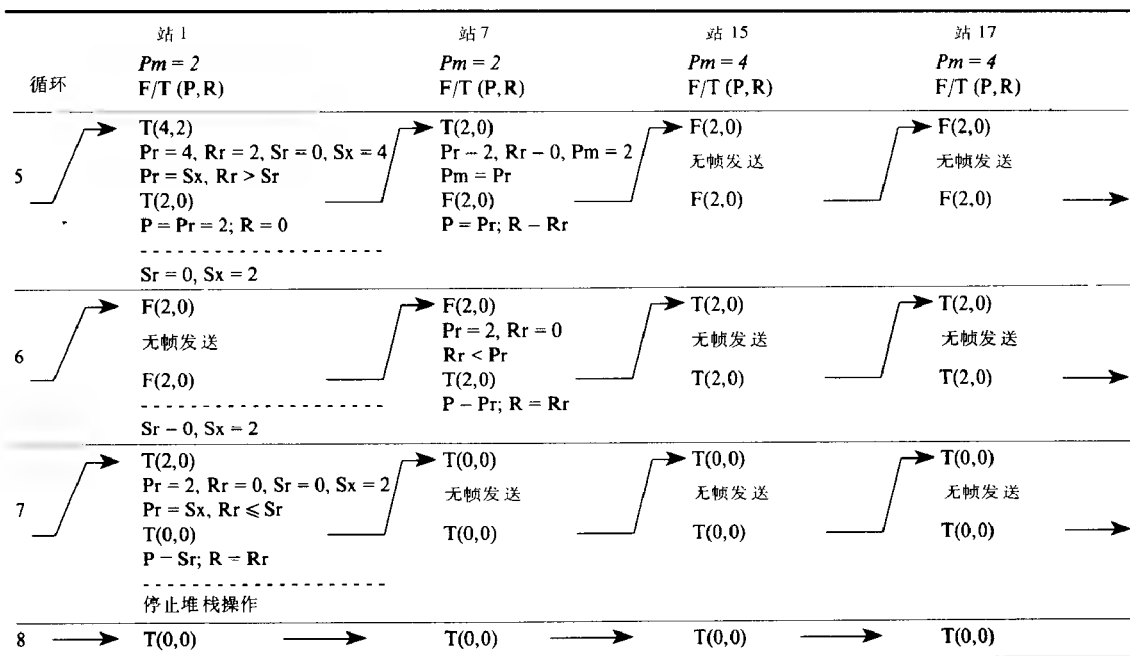 站 1 站 7 站 15 站 17
Pm = 2 Pm = 2 Pm = 4 Pm = 4
循环 F/T (P,R) F/T (P,R) F/T (P,R) F/T (P,R)
T(4,2) T(2,0) F(2,0) F(2,0)
Pr = 4, Rr = 2, Sr = 0, Sx = 4 Pr - 2, Rr - 0, Pm = 2 无帧发送 无帧发送
5 Pr = Sx, Rr > Sr Pm = Pr
T(2,0) F(2,0) F(2,0) F(2,0)
P = Pr = 2; R = 0 P = Pr; R - Rr
Sr = 0, Sx = 2
F(2,0) F(2,0) T(2,0) T(2,0)
无帧发送 Pr = 2, Rr = 0 无帧发送 无帧发送
6 Rr < Pr
F(2,0) T(2,0) T(2,0) T(2,0)
P - Pr; R = Rr
Sr - 0, Sx = 2
T(2,0) T(0,0) T(0,0) T(0,0)
Pr = 2, Rr = 0, Sr = 0, Sx = 2 无帧发送 无帧发送 无帧发送
7 Pr = Sx, Rr ≤ Sr
T(0,0) T(0,0) T(0,0) T(0,0)
P - Sr; R = Rr
停止堆栈操作
8 T(0,0) T(0,0) T(0,0) T(0,0)